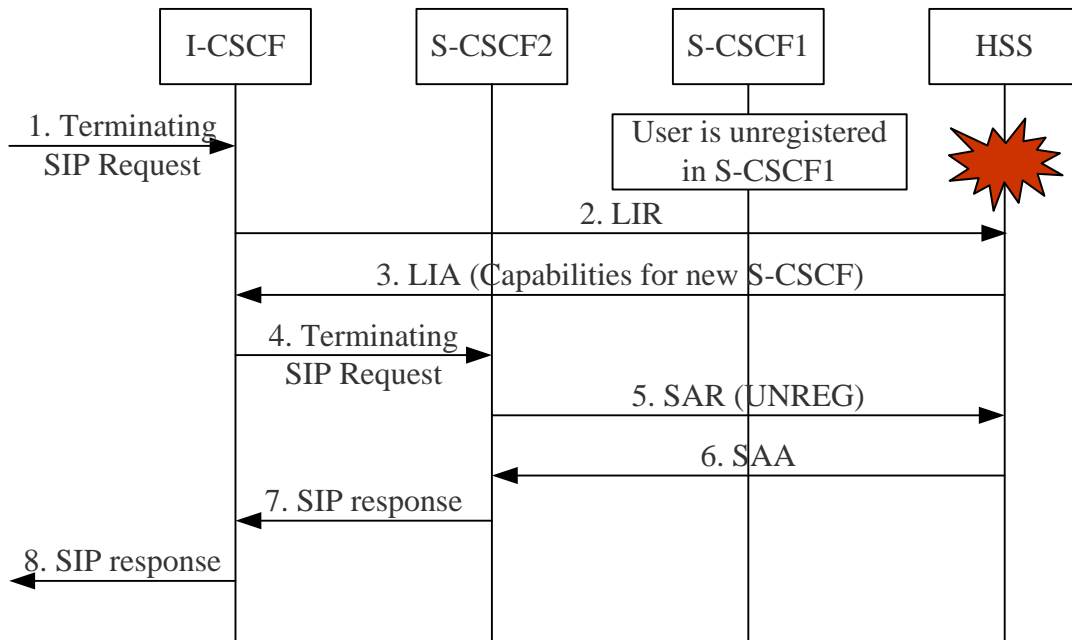 I-CSCF
S-CSCF2
S-CSCF1
HSS
1. Terminating
SIP Request
User is unregistered
in S-CSCF1
2. LIR
3. LIA (Capabilities for new S-CSCF)
4. Terminating
SIP Request
5. SAR (UNREG)
6. SAA
7. SIP response
8. SIP response